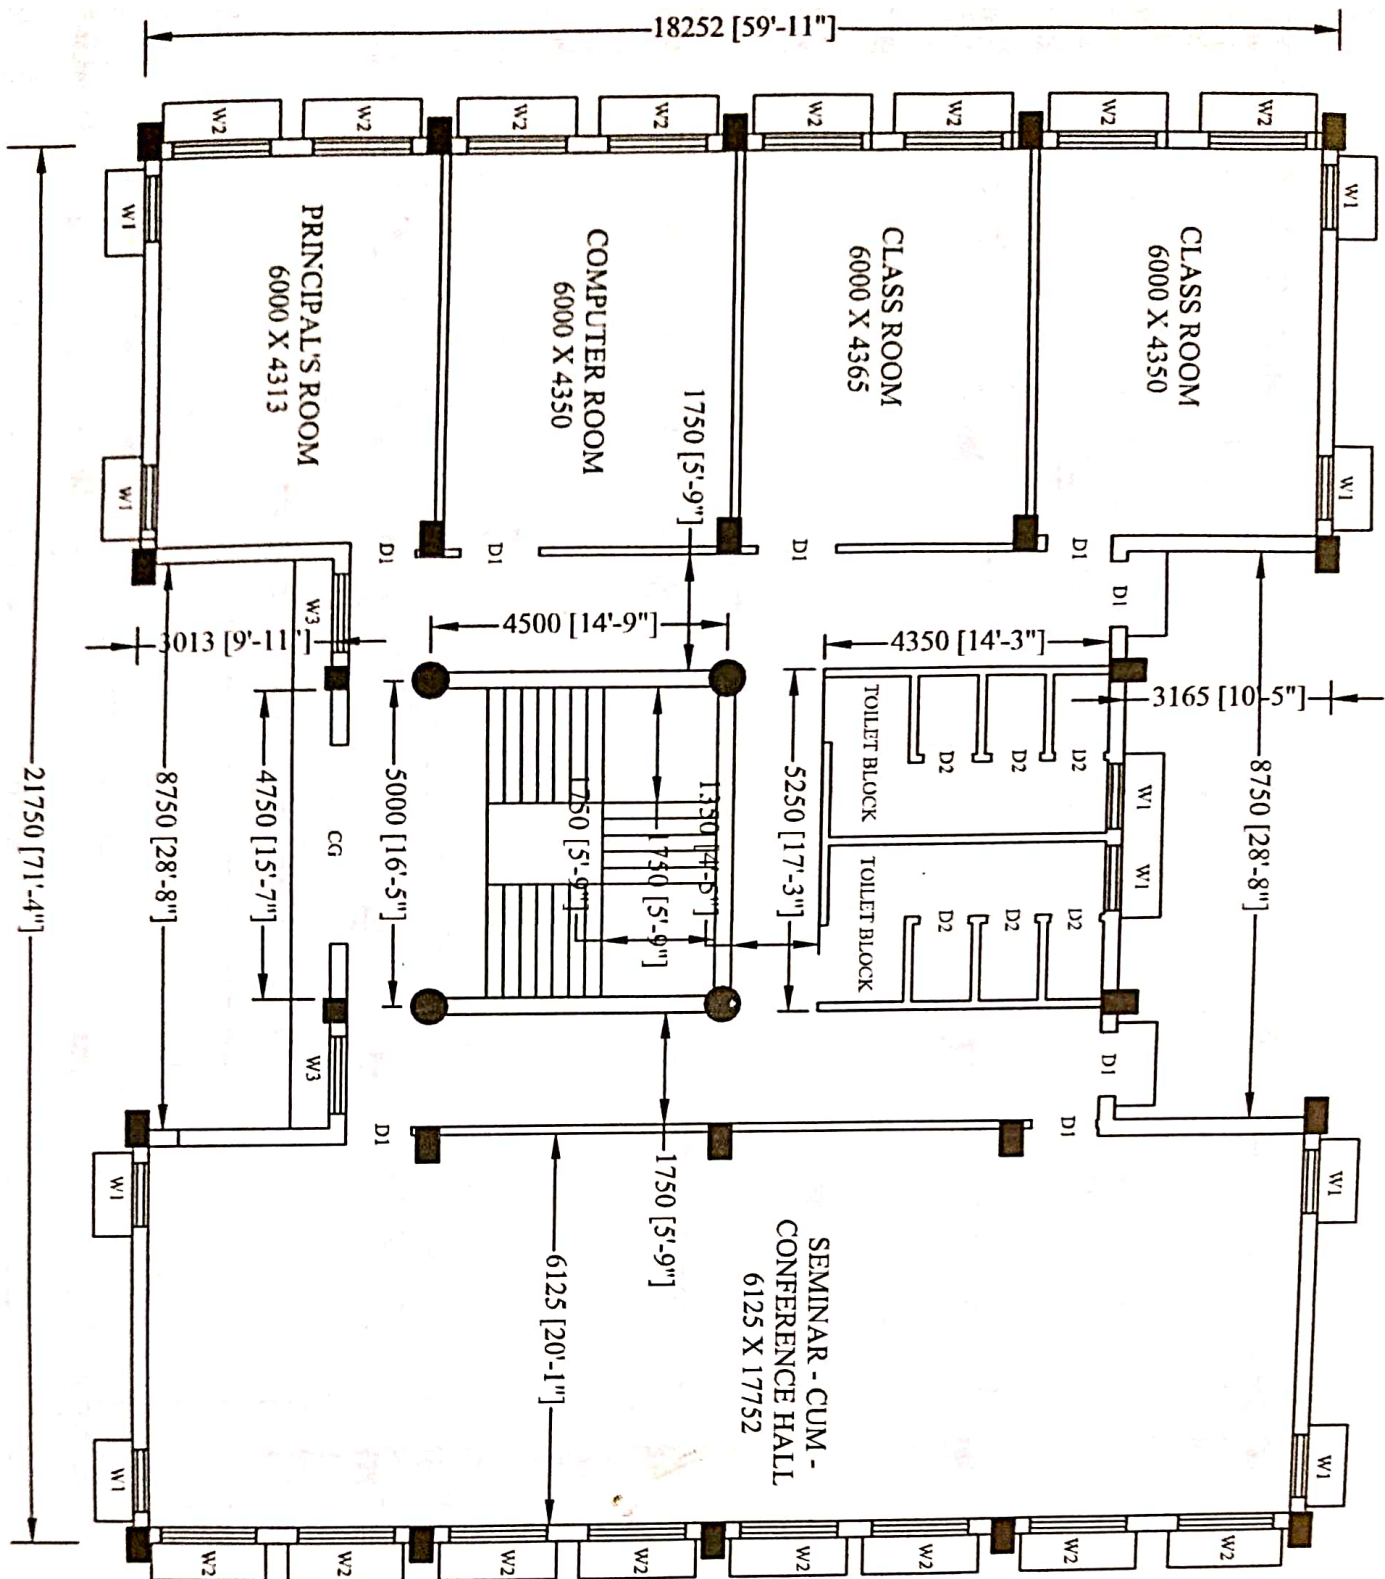 18252 [59'-11"]
W2
W2
W2
W2
W2
W2
W2
W2
W1
W1
PRINCIPAL'S ROOM
6000 X 4313
COMPUTER ROOM
6000 X 4350
CLASS ROOM
6000 X 4365
CLASS ROOM
6000 X 4350
1750 [5'-9"]
W1
W1
D1
D1
D1
D1
D1
W3
3013 [9'-11"]
4500 [14'-9"]
4350 [14'-3"]
3165 [10'-5"]
TOILET BLOCK
D2
D2
D2
W1
21750 [71'-4"]
8750 [28'-8"]
4750 [15'-7"]
CG
5000 [16'-5"]
1750 [5'-9"]
1750 [5'-9"]
1350 [4'-5"]
5250 [17'-3"]
8750 [28'-8"]
W1
TOILET BLOCK
D2
D2
D2
W3
D1
D1
D1
1750 [5'-9"]
W1
W1
6125 [20'-1"]
SEMINAR - CUM -
CONFERENCE HALL
6125 X 17752
W1
W1
W2
W2
W2
W2
W2
W2
W2
W2